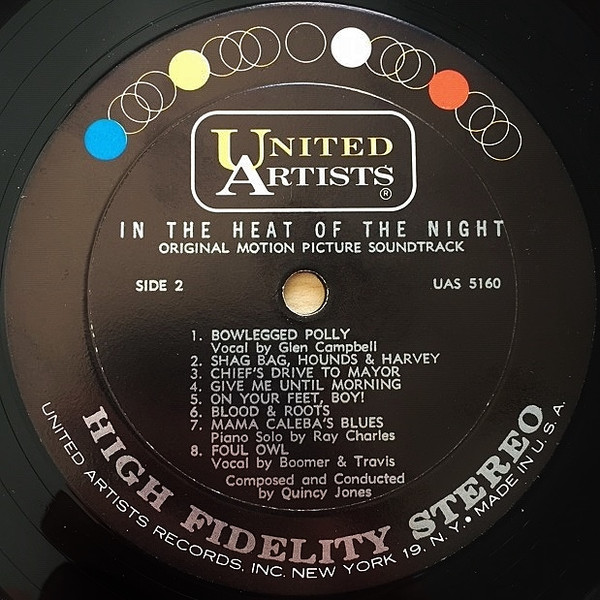 UNITED
ARTISTS®
IN THE HEAT OF THE NIGHT
ORIGINAL MOTION PICTURE SOUNDTRACK
SIDE 2
UAS 5160
1. BOWLEGGED POLLY
Vocal by Glen Campbell
2. SHAG BAG, HOUNDS & HARVEY
3. CHIEF'S DRIVE TO MAYOR
4. GIVE ME UNTIL MORNING
5. ON YOUR FEET, BOY!
6. BLOOD & ROOTS
7. MAMA CALEBA'S BLUES
Piano Solo by Ray Charles
8. FOUL OWL
Vocal by Boomer & Travis
Composed and Conducted
by Quincy Jones
HIGH FIDELITY STEREO
UNITED ARTISTS RECORDS, INC. NEW YORK 19, N.Y. • MADE IN U.S.A.